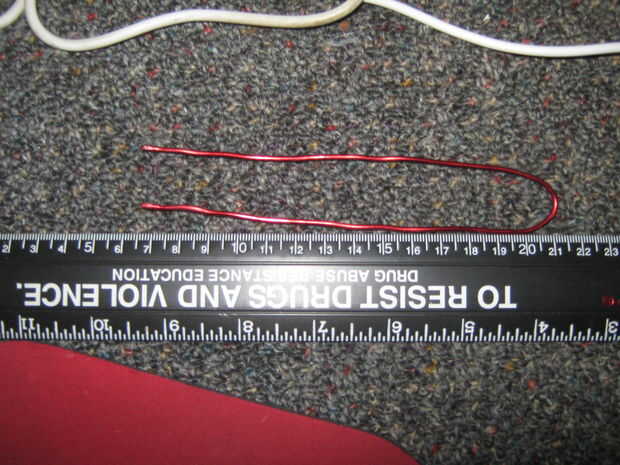 2 3 4 5 6 7 8 9 10 11 12 13 14 15 16 17 18 19 20 21 22 23
TO RESIST DRUGS AND VIOLENCE.
DRUG ABUSE RESISTANCE EDUCATION
3 4 5 6 7 8 9 10 11